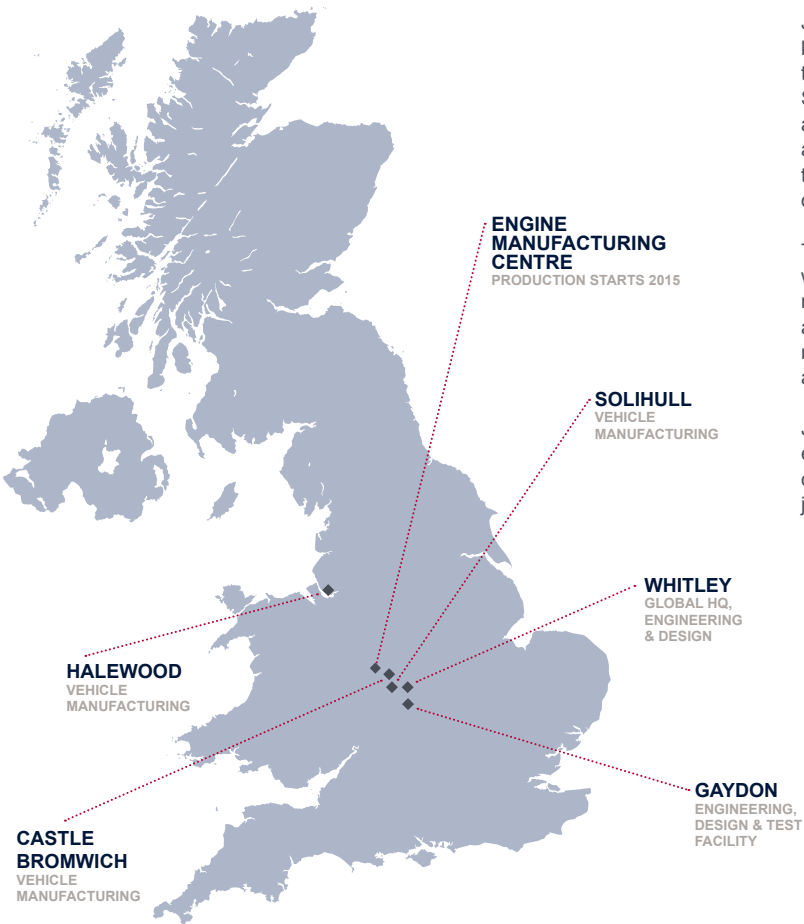 ENGINE
MANUFACTURING
CENTRE
PRODUCTION STARTS 2015
SOLIHULL
VEHICLE
MANUFACTURING
WHITLEY
GLOBAL HQ,
ENGINEERING
& DESIGN
HALEWOOD
VEHICLE
MANUFACTURING
GAYDON
ENGINEERING,
DESIGN & TEST
FACILITY
CASTLE
BROMWICH
VEHICLE
MANUFACTURING